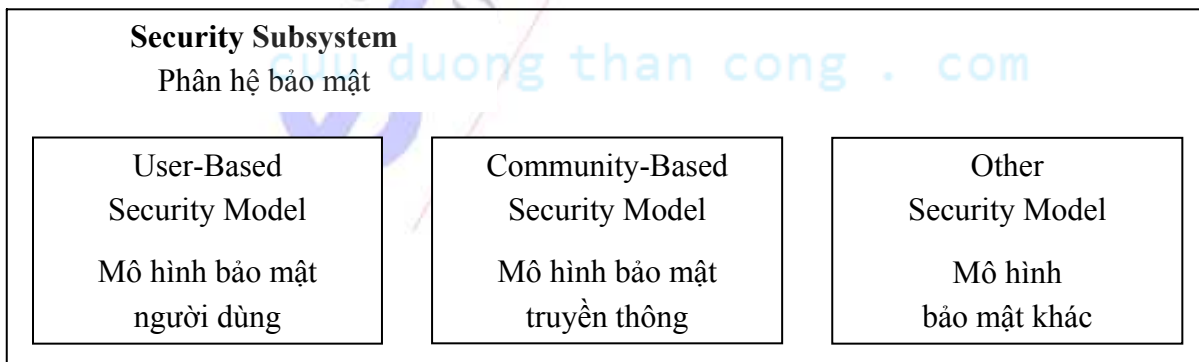 Security Subsystem
cuu duong than cong . com
Phân hệ bảo mật
User-Based
Security Model
Mô hình bảo mật
người dùng
Community-Based
Security Model
Mô hình bảo mật
truyền thông
Other
Security Model
Mô hình
bảo mật khác